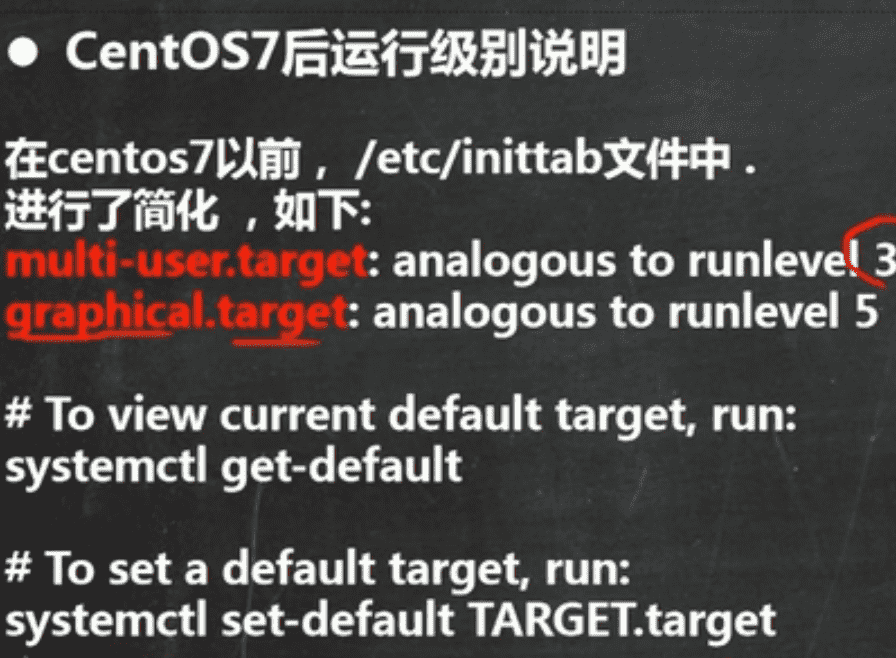 ● CentOS7后运行级别说明
在centos7以前， /etc/inittab文件中 .
进行了简化 ，如下:
multi-user.target: analogous to runlevel 3
graphical.target: analogous to runlevel 5
# To view current default target, run:
systemctl get-default
# To set a default target, run:
systemctl set-default TARGET.target